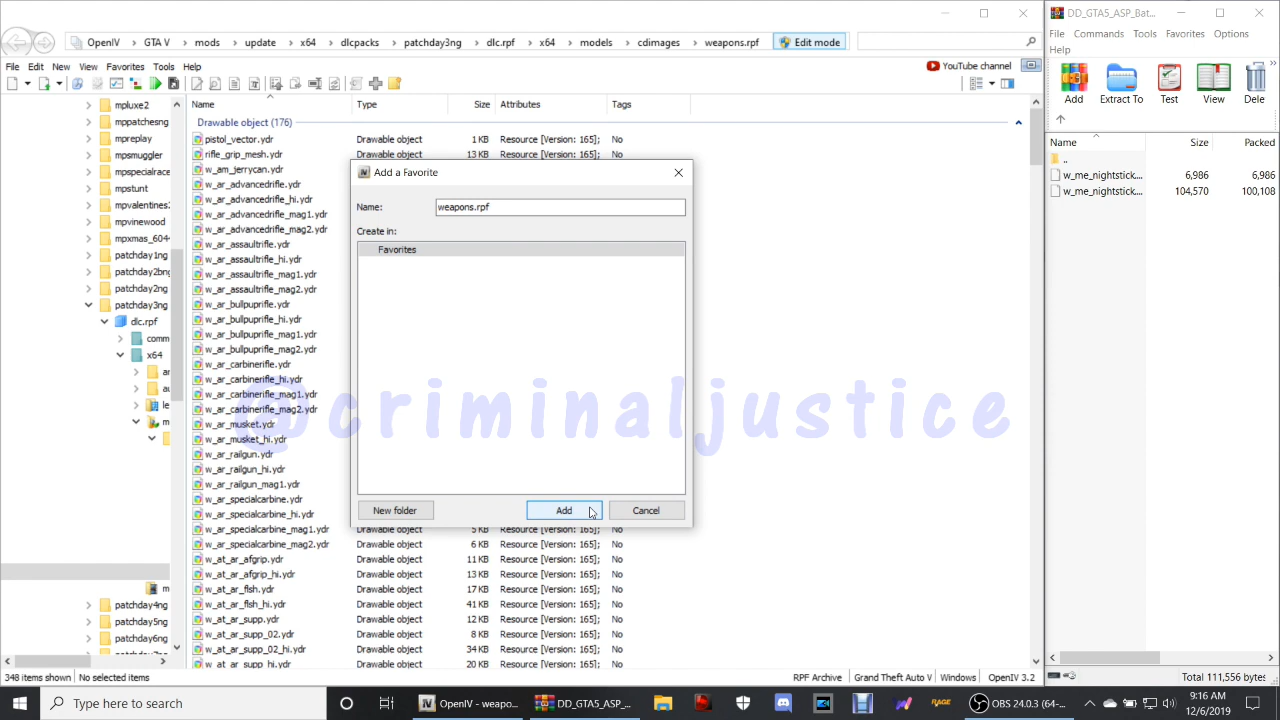 DD_GTA5_ASP_Bat...
OpenIV > GTA V > mods > update > x64 > dlcpacks > patchday3ng > dlc.rpf > x64 > models > cdimages > weapons.rpf
Edit mode
File Commands Tools Favorites Options
Help
File Edit View Favorites Tools Help
YouTube channel
Add Extract To Test View Dele
mpluxe2
mppatchesng
mpreplay
mpsmuggler
mpspecialrace
mpstunt
mpvalentines
mpvinewood
mpxmas_604
patchday1ng
patchday2bng
patchday2ng
patchday3ng
dlc.rpf
comm
x64
an
au
le
m
m
patchday4ng
patchday5ng
patchday6ng
Name Type Size Attributes Tags
Drawable object (176)
pistol_vector.ydr Drawable object 1 KB Resource [Version: 165]; No
rifle_grip_mesh.ydr Drawable object 13 KB Resource [Version: 165]; No
w_am_jerrycan.ydr
w_ar_advancedrifle.ydr
w_ar_advancedrifle_hi.ydr
w_ar_advancedrifle_mag1.ydr
w_ar_advancedrifle_mag2.ydr
w_ar_assaultrifle.ydr
w_ar_assaultrifle_hi.ydr
w_ar_assaultrifle_mag1.ydr
w_ar_assaultrifle_mag2.ydr
w_ar_bullpuprifle.ydr
w_ar_bullpuprifle_hi.ydr
w_ar_bullpuprifle_mag1.ydr
w_ar_bullpuprifle_mag2.ydr
w_ar_carbinerifle.ydr
w_ar_carbinerifle_hi.ydr
w_ar_carbinerifle_mag1.ydr
w_ar_carbinerifle_mag2.ydr
w_ar_musket.ydr
w_ar_musket_hi.ydr
w_ar_railgun.ydr
w_ar_railgun_hi.ydr
w_ar_railgun_mag1.ydr
w_ar_specialcarbine.ydr
w_ar_specialcarbine_hi.ydr
w_ar_specialcarbine_mag1.ydr Drawable object 5 KB Resource [Version: 165]; No
w_ar_specialcarbine_mag2.ydr Drawable object 6 KB Resource [Version: 165]; No
w_at_ar_afgrip.ydr Drawable object 11 KB Resource [Version: 165]; No
w_at_ar_afgrip_hi.ydr Drawable object 13 KB Resource [Version: 165]; No
w_at_ar_flsh.ydr Drawable object 17 KB Resource [Version: 165]; No
w_at_ar_flsh_hi.ydr Drawable object 41 KB Resource [Version: 165]; No
w_at_ar_supp.ydr Drawable object 12 KB Resource [Version: 165]; No
w_at_ar_supp_02.ydr Drawable object 8 KB Resource [Version: 165]; No
w_at_ar_supp_02_hi.ydr Drawable object 34 KB Resource [Version: 165]; No
w_at_ar_supp_hi.ydr Drawable object 20 KB Resource [Version: 165]; No
Add a Favorite
Name: weapons.rpf
Create in:
Favorites
New folder Add Cancel
@criminaljustice
Name Size Packed
..
w_me_nightstick.... 6,986 6,986
w_me_nightstick.... 104,570 100,108
348 items shown No selected items RPF Archive Grand Theft Auto V Windows OpenIV 3.2
Total 111,556 bytes
Type here to search
OpenIV - weapo...
DD_GTA5_ASP_...
RAGE
OBS 24.0.3 (64-...
9:16 AM
12/6/2019